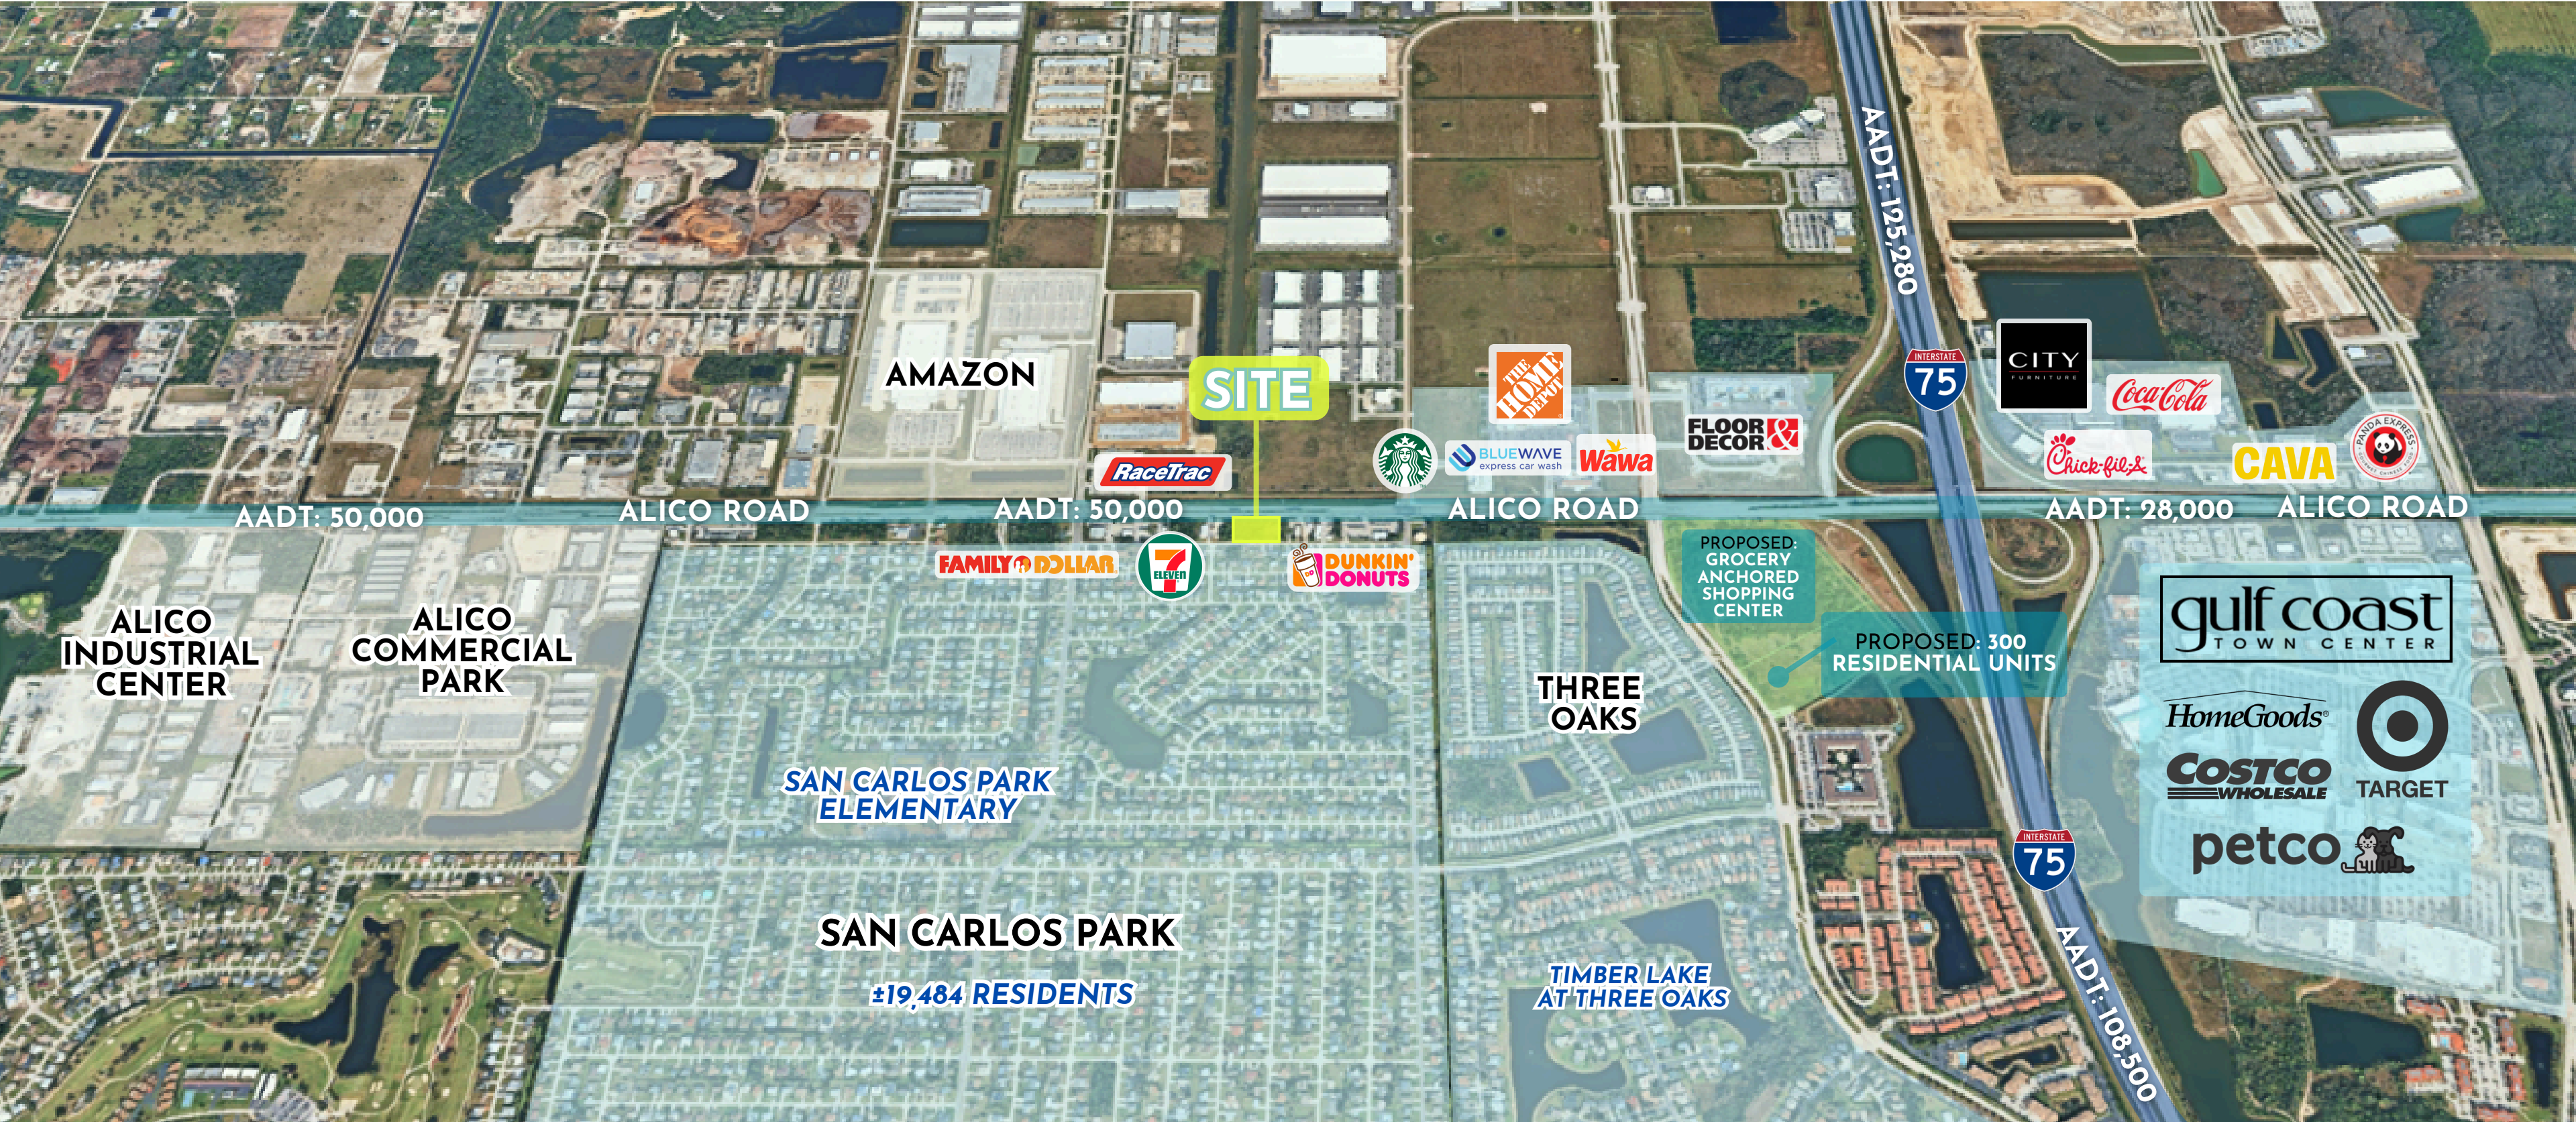 AADT: 125,280
INTERSTATE
75
CITY
FURNITURE
Coca-Cola
AMAZON
SITE
THE
HOME
DEPOT
RaceTrac
BLUEWAVE
express car wash
Wawa
FLOOR
& DECOR
Chick-fil-A
CAVA
PANDA EXPRESS
GOURMET CHINESE FOOD
AADT: 50,000
ALICO ROAD
AADT: 50,000
ALICO ROAD
AADT: 28,000
ALICO ROAD
FAMILY DOLLAR
7
ELEVEN
DUNKIN'
DONUTS
DD
PROPOSED:
GROCERY
ANCHORED
SHOPPING
CENTER
PROPOSED: 300
RESIDENTIAL UNITS
ALICO
INDUSTRIAL
CENTER
ALICO
COMMERCIAL
PARK
THREE
OAKS
gulf coast
TOWN CENTER
HomeGoods®
COSTCO
WHOLESALE
TARGET
petco
SAN CARLOS PARK
ELEMENTARY
INTERSTATE
75
SAN CARLOS PARK
±19,484 RESIDENTS
TIMBER LAKE
AT THREE OAKS
AADT: 108,500